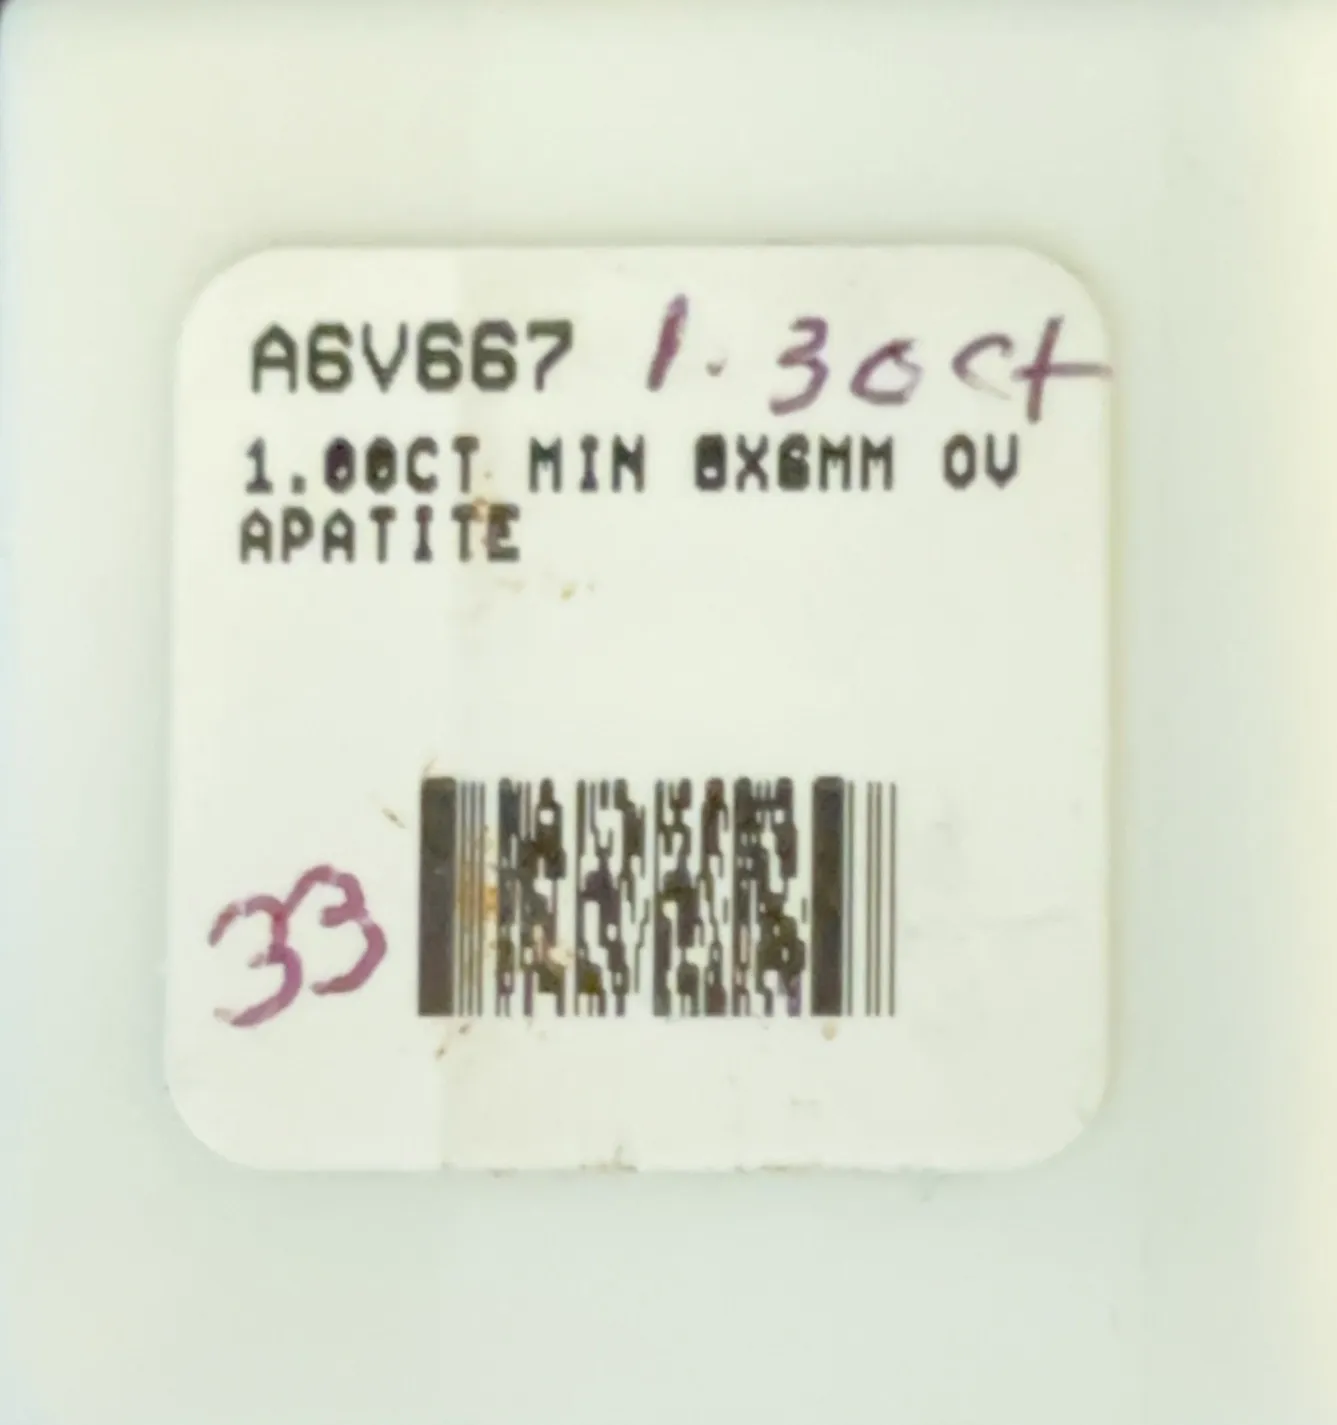 A6V667 1.30ct
1.00CT MIN 8X6MM OV
APATITE
33